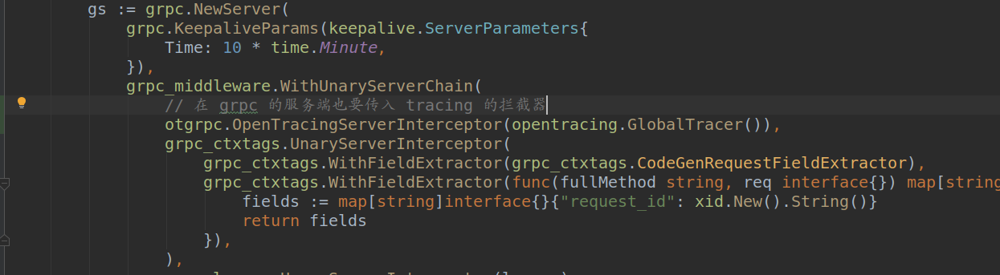 gs := grpc.NewServer(
grpc.KeepaliveParams(keepalive.ServerParameters{
Time: 10 * time.Minute,
}),
grpc_middleware.WithUnaryServerChain(
// 在 grpc 的服务端也要传入 tracing 的拦截器
otgrpc.OpenTracingServerInterceptor(opentracing.GlobalTracer()),
grpc_ctxtags.UnaryServerInterceptor(
grpc_ctxtags.WithFieldExtractor(grpc_ctxtags.CodeGenRequestFieldExtractor),
grpc_ctxtags.WithFieldExtractor(func(fullMethod string, req interface{}) map[string
fields := map[string]interface{}{"request_id": xid.New().String()}
return fields
}),
),